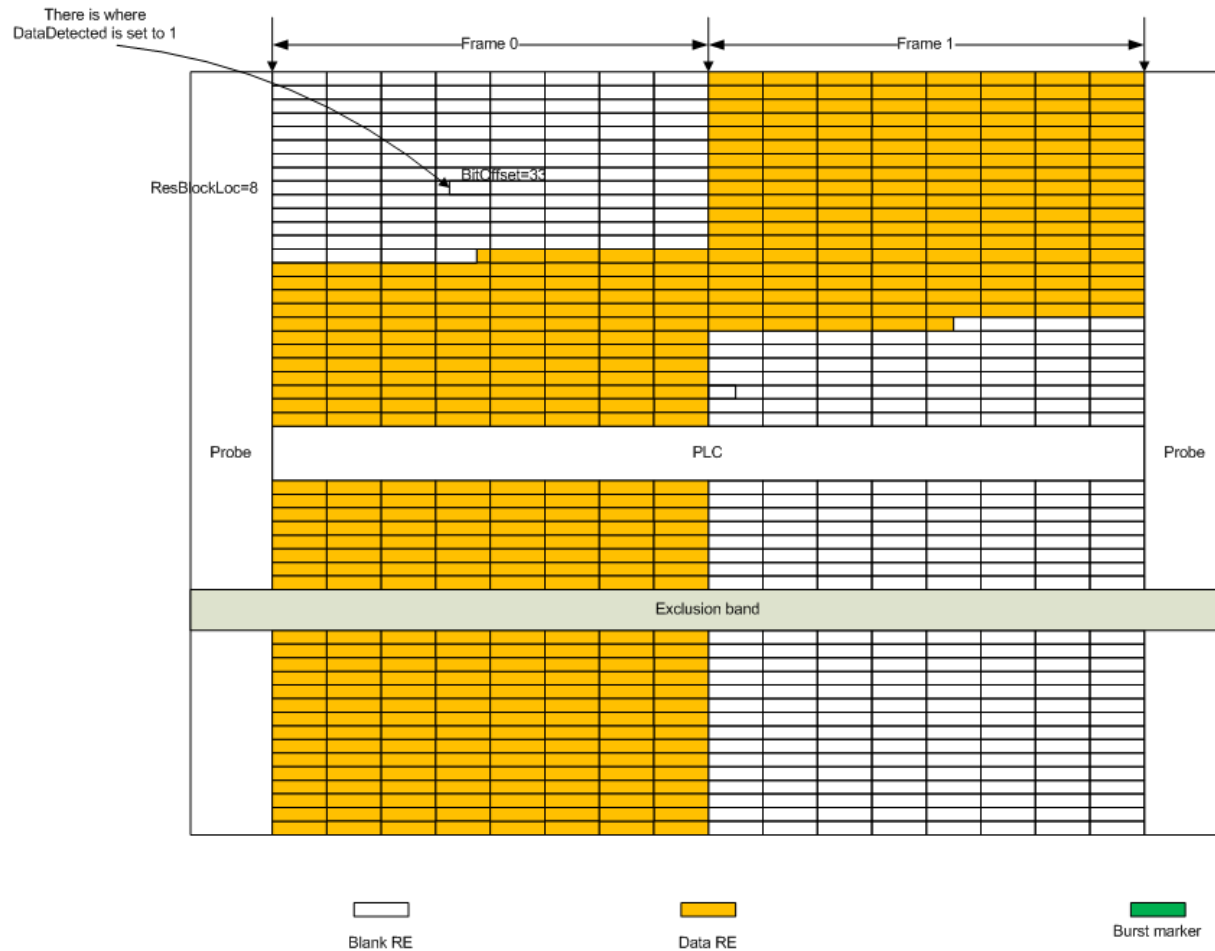 There is where
DataDetected is set to 1
Frame 0
Frame 1
ResBlockLoc=8
BitOffset=33
Probe
PLC
Probe
Exclusion band
Blank RE
Data RE
Burst marker